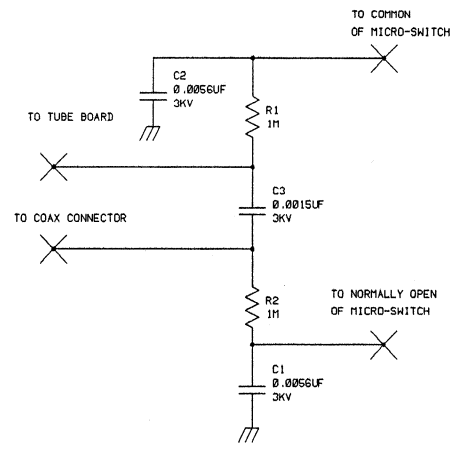 TO COMMON
OF MICRO-SWITCH
C2
0.0056UF
3KV
R1
1M
TO TUBE BOARD
C3
0.0015UF
3KV
TO COAX CONNECTOR
R2
1M
TO NORMALLY OPEN
OF MICRO-SWITCH
C1
0.0056UF
3KV